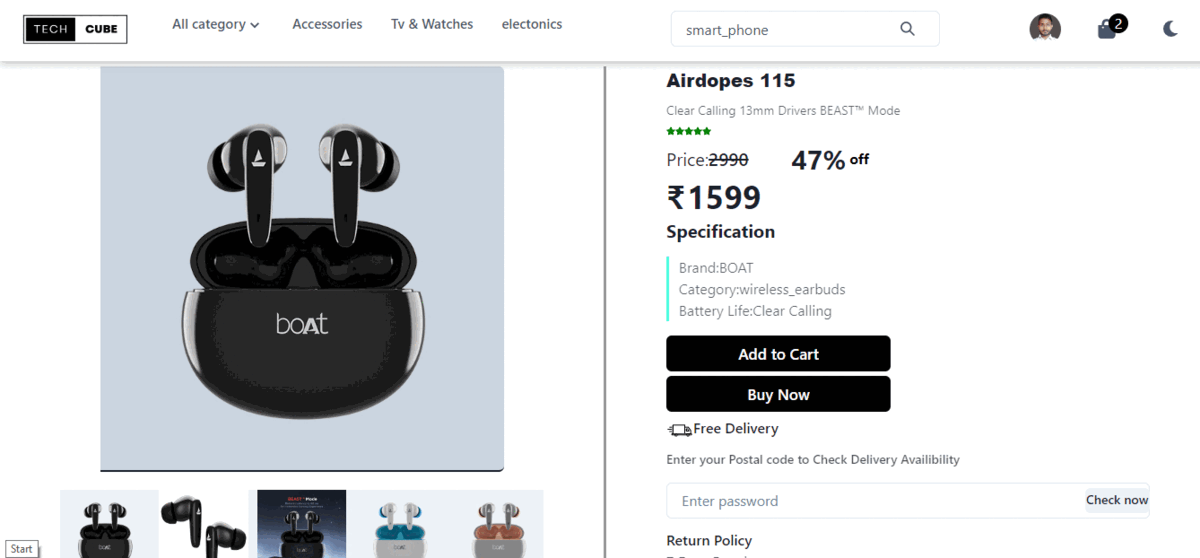 TECH CUBE
All category
Accessories
Tv & Watches
electonics
smart_phone
2
Airdopes 115
Clear Calling 13mm Drivers BEAST™ Mode
Price:2990
47% off
₹1599
Specification
Brand:BOAT
Category:wireless_earbuds
Battery Life:Clear Calling
Add to Cart
Buy Now
Free Delivery
Enter your Postal code to Check Delivery Availibility
Enter password
Check now
Return Policy
boAt
Start